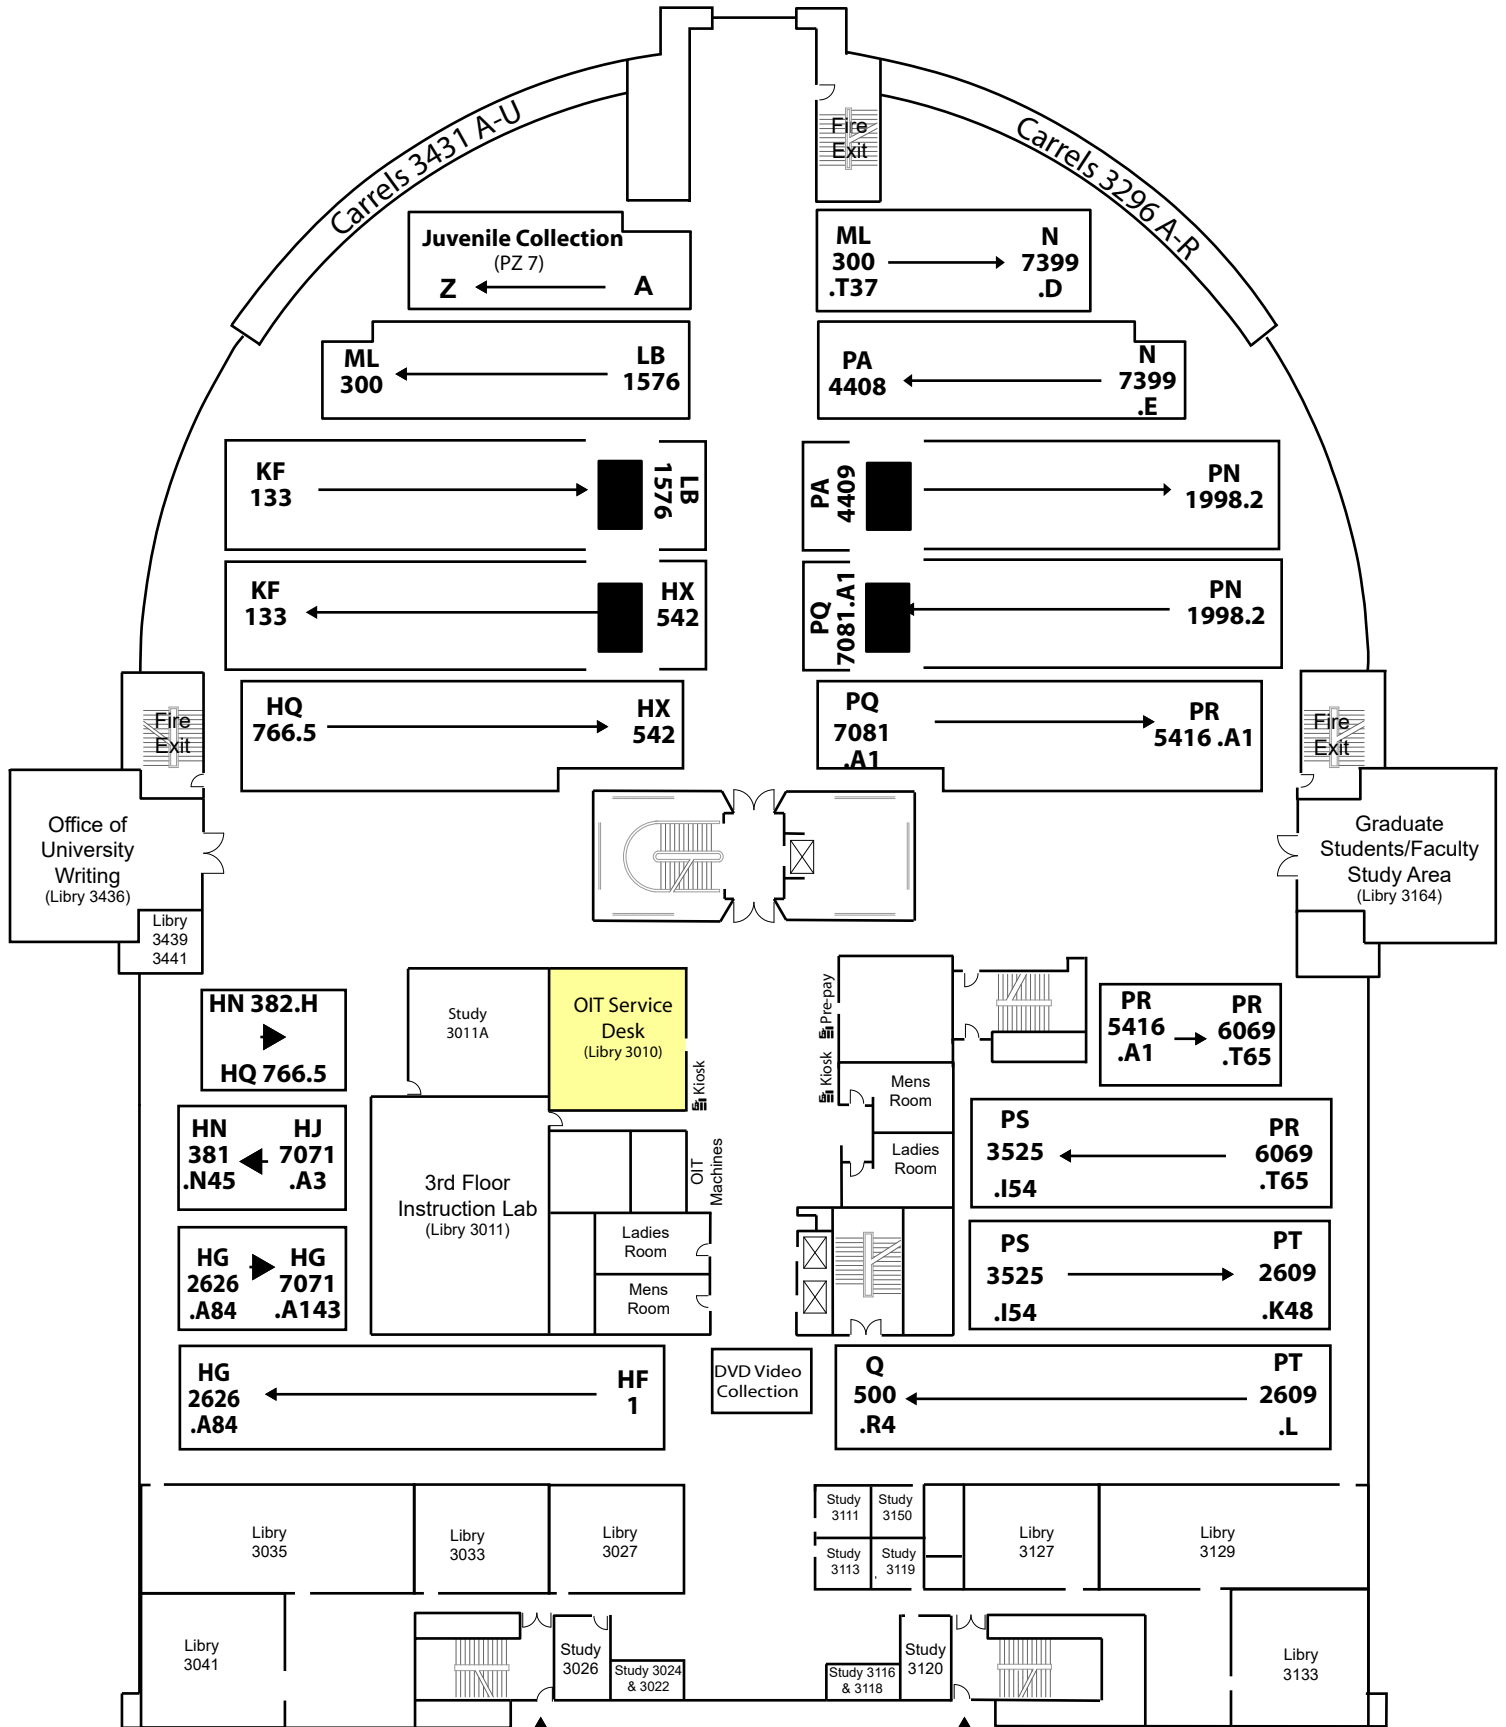 Carrels 3431 A-U
Fire
Exit
Carrels 3296 A-R
Juvenile Collection
(PZ 7)
Z
A
ML
300
.T37
N
7399
.D
ML
300
LB
1576
PA
4408
N
7399
.E
KF
133
LB
1576
PA
4409
PN
1998.2
KF
133
HX
542
PQ
7081.A1
PN
1998.2
HQ
766.5
HX
542
PQ
7081
.A1
PR
5416 .A1
Fire
Exit
Fire
Exit
Office of
University
Writing
(Libry 3436)
Libry
3439
3441
Graduate
Students/Faculty
Study Area
(Libry 3164)
HN 382.H
HQ 766.5
Study
3011A
OIT Service
Desk
(Libry 3010)
Kiosk
Pre-pay
Kiosk
Mens
Room
Ladies
Room
PR
5416
.A1
PR
6069
.T65
HN
381
.N45
HJ
7071
.A3
3rd Floor
Instruction Lab
(Libry 3011)
OIT
Machines
Ladies
Room
Mens
Room
PS
3525
.I54
PR
6069
.T65
HG
2626
.A84
HG
7071
.A143
PS
3525
.I54
PT
2609
.K48
HG
2626
.A84
HF
1
DVD Video
Collection
Q
500
.R4
PT
2609
.L
Libry
3035
Libry
3033
Libry
3027
Study
3111
Study
3150
Study
3113
Study
3119
Libry
3127
Libry
3129
Libry
3041
Study
3026
Study 3024
& 3022
Study 3116
& 3118
Study
3120
Libry
3133